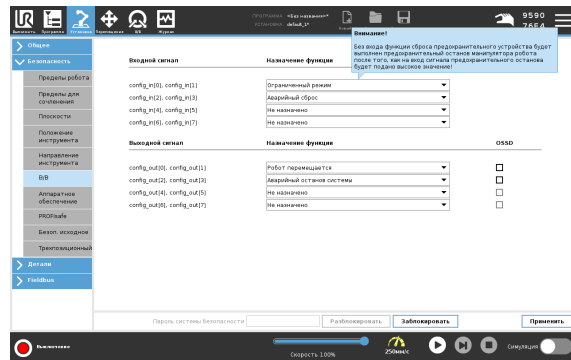 UR
Выполнить
Программа
Установка
Перемещение
В/В
Журнал
ПРОГРАММА <Без названия>*
УСТАНОВКА default_1*
9590
76F4
Внимание!
Без входа функции сброса предохранительного устройства будет
выполнен предохранительный останов манипулятора робота
после того, как на вход сигнала предохранительного останова
будет подано высокое значение!
Общее
Безопасность
Пределы робота
Пределы для
сочленения
Плоскости
Положение
инструмента
Направление
инструмента
В/В
Аппаратное
обеспечение
PROFIsafe
Безоп. исходное
Трехпозиционный
Детали
Fieldbus
Входной сигнал
Назначение функции
config_in[0], config_in[1]
Ограниченный режим
config_in[2], config_in[3]
Аварийный сброс
config_in[4], config_in[5]
Не назначено
config_in[6], config_in[7]
Не назначено
Выходной сигнал
Назначение функции
OSSD
config_out[0], config_out[1]
Робот перемещается
config_out[2], config_out[3]
Аварийный останов системы
config_out[4], config_out[5]
Не назначено
config_out[6], config_out[7]
Не назначено
Пароль системы безопасности
Разблокировать
Заблокировать
Применить
Выключение
Скорость 100%
250мм/с
Симуляция